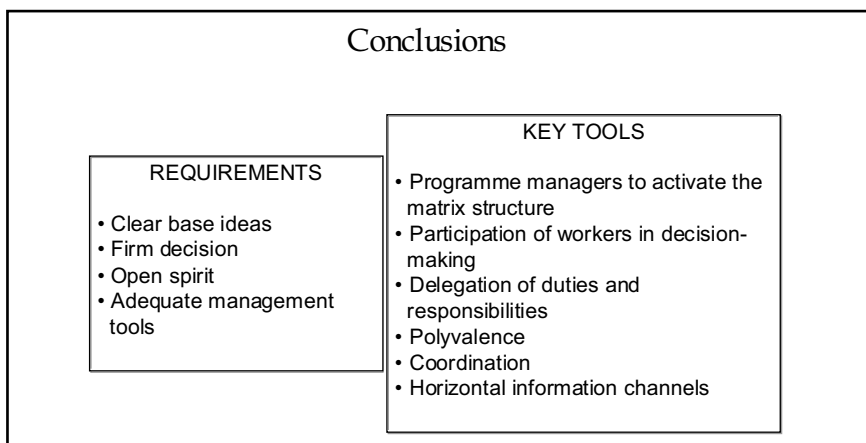 Conclusions
REQUIREMENTS
• Clear base ideas
• Firm decision
• Open spirit
• Adequate management
tools
KEY TOOLS
• Programme managers to activate the
matrix structure
• Participation of workers in decision-
making
• Delegation of duties and
responsibilities
• Polyvalence
• Coordination
• Horizontal information channels